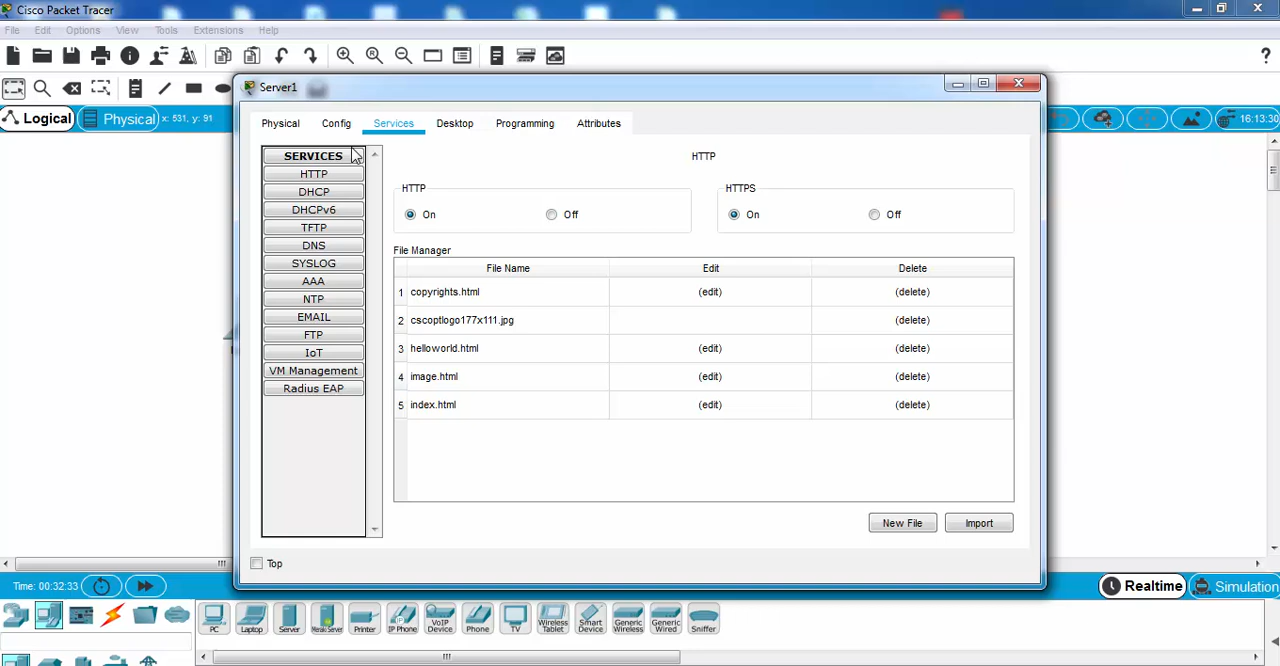 Cisco Packet Tracer
File Edit Options View Tools Extensions Help
Logical Physical x: 531, y: 91 16:13:30
Server1
Physical Config Services Desktop Programming Attributes
SERVICES
HTTP
DHCP
DHCPv6
TFTP
DNS
SYSLOG
AAA
NTP
EMAIL
FTP
IoT
VM Management
Radius EAP
HTTP
HTTP HTTPS
On Off On Off
File Manager
File Name Edit Delete
1 copyrights.html (edit) (delete)
2 cscoptlogo177x111.jpg (delete)
3 helloworld.html (edit) (delete)
4 image.html (edit) (delete)
5 index.html (edit) (delete)
New File Import
Top
Time: 00:32:33 Realtime Simulation
PC Laptop Server Meraki Server Printer IP Phone VoIP Device Phone TV Wireless Tablet Smart Device Generic Wireless Generic Wired Sniffer